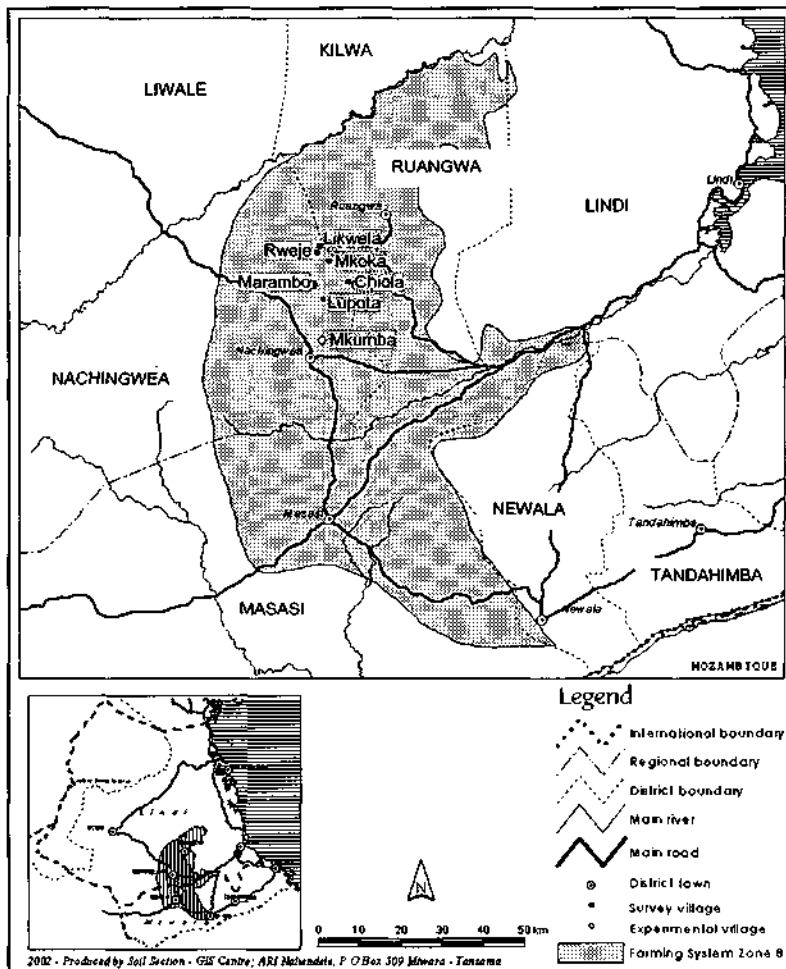 KILWA
LIWALE
RUANGWA
Ruangwa
LINDI
Lindi
Likwela
Rweje
Mkoka
Marambo
Chiola
Lupota
Mkumba
Nachingwea
NACHINGWEA
Masasi
NEWALA
Tandahimba
TANDAHIMBA
MASASI
Newala
MOZAMBIQUE
Legend
International boundary
Regional boundary
District boundary
Main river
Main road
District town
Survey village
Experimental village
Farming System Zone 8
Lindi
N
0 10 20 30 40 50 km
2002 - Produced by Soil Section - GIS Centre; ARI Naliendele, P O Box 509 Mtwara - Tanzania